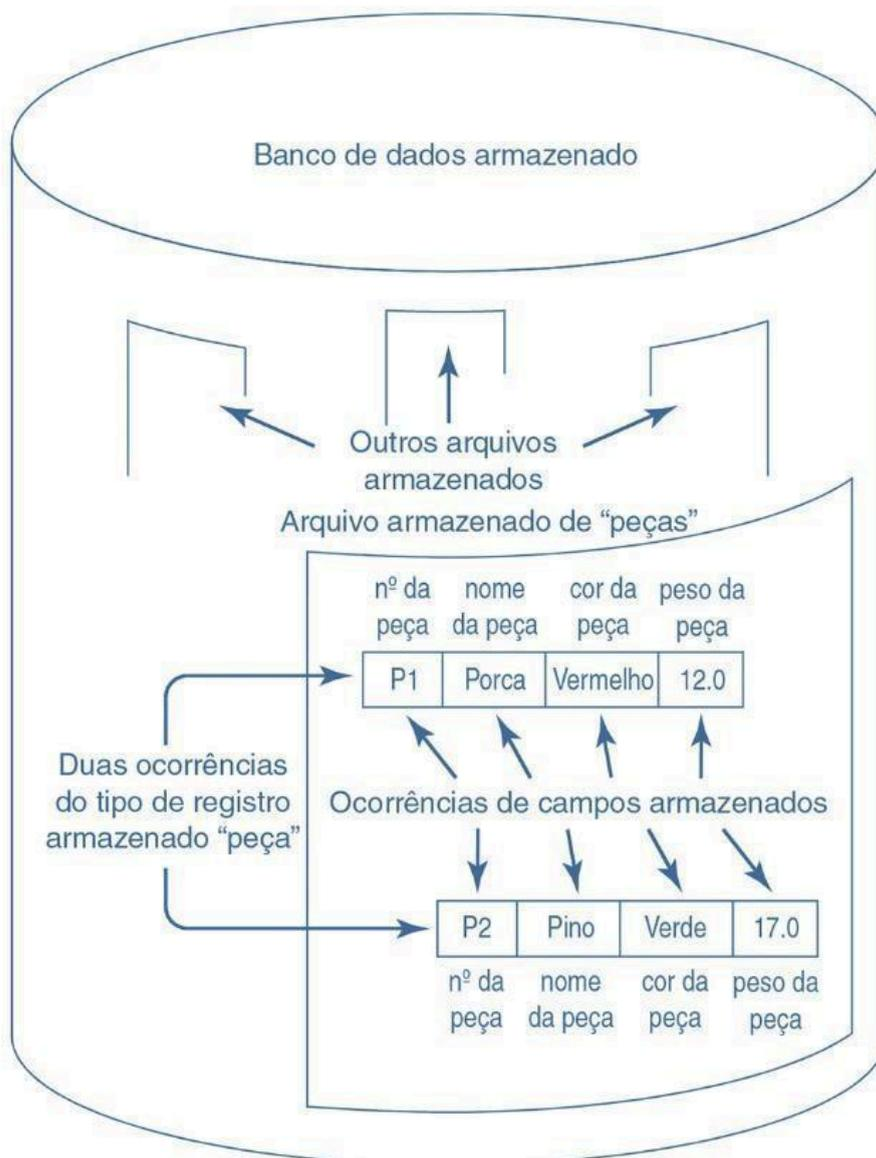 Banco de dados armazenado
Outros arquivos
armazenados
Arquivo armazenado de “peças”
nº da
peça
nome
da peça
cor da
peça
peso da
peça
P1
Porca
Vermelho
12.0
Duas ocorrências
do tipo de registro
armazenado “peça”
Ocorrências de campos armazenados
P2
Pino
Verde
17.0
nº da
peça
nome
da peça
cor da
peça
peso da
peça